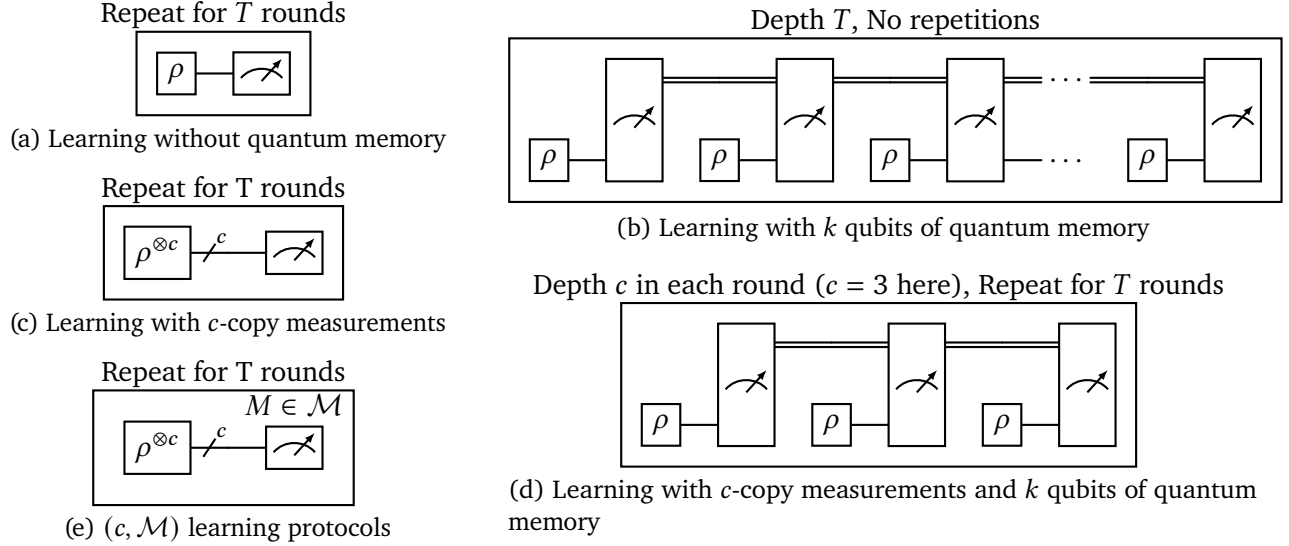 Repeat for T rounds
ρ
(a) Learning without quantum memory
Repeat for T rounds
ρ⊗c
c
(c) Learning with c-copy measurements
Repeat for T rounds
M ∈ ℳ
ρ⊗c
c
(e) (c, ℳ) learning protocols
Depth T, No repetitions
· · ·
ρ ρ ρ · · · ρ
(b) Learning with k qubits of quantum memory
Depth c in each round (c = 3 here), Repeat for T rounds
ρ ρ ρ
(d) Learning with c-copy measurements and k qubits of quantum
memory